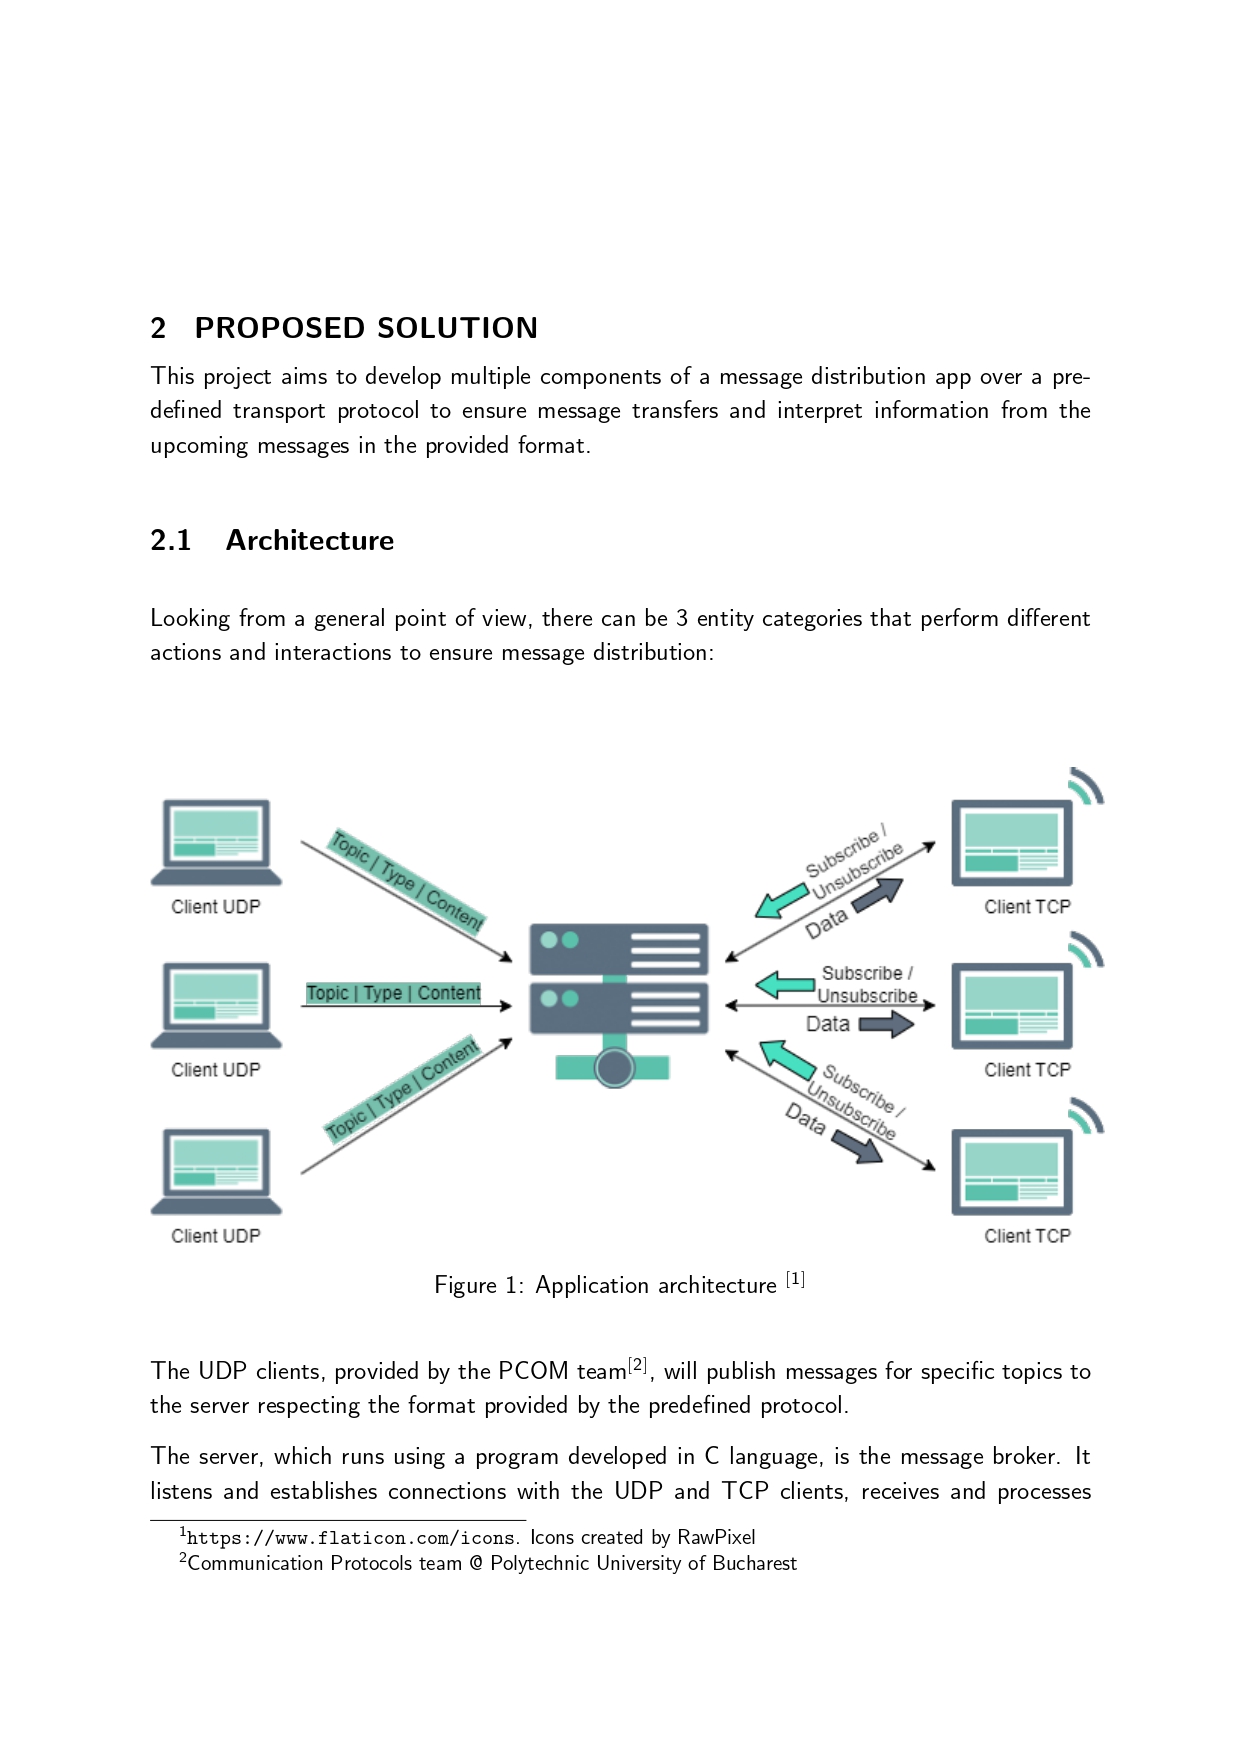 2 PROPOSED SOLUTION
This project aims to develop multiple components of a message distribution app over a pre-
defined transport protocol to ensure message transfers and interpret information from the
upcoming messages in the provided format.
2.1 Architecture
Looking from a general point of view, there can be 3 entity categories that perform different
actions and interactions to ensure message distribution:
Topic | Type | Content
Client UDP
Subscribe /
Unsubscribe
Data
Client TCP
Topic | Type | Content
Client UDP
Subscribe /
Unsubscribe
Data
Client TCP
Topic | Type | Content
Client UDP
Subscribe /
Unsubscribe
Data
Client TCP
Figure 1: Application architecture [1]
The UDP clients, provided by the PCOM team[2], will publish messages for specific topics to
the server respecting the format provided by the predefined protocol.
The server, which runs using a program developed in C language, is the message broker. It
listens and establishes connections with the UDP and TCP clients, receives and processes
1https://www.flaticon.com/icons. Icons created by RawPixel
2Communication Protocols team @ Polytechnic University of Bucharest